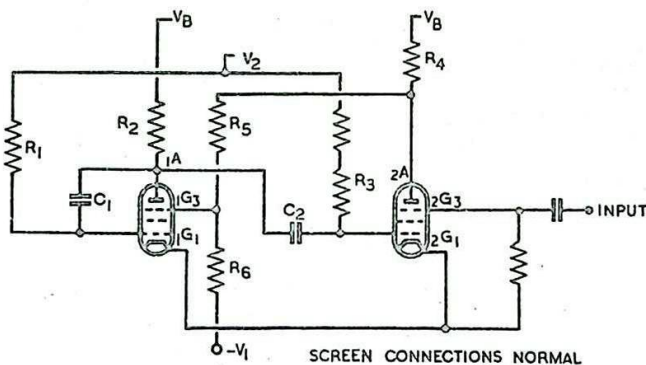 VB
V2
VB
R4
R1
R2
R5
1A
2A
R3
C1
1G3
C2
2G3
INPUT
1G1
2G1
R6
-V1
SCREEN CONNECTIONS NORMAL